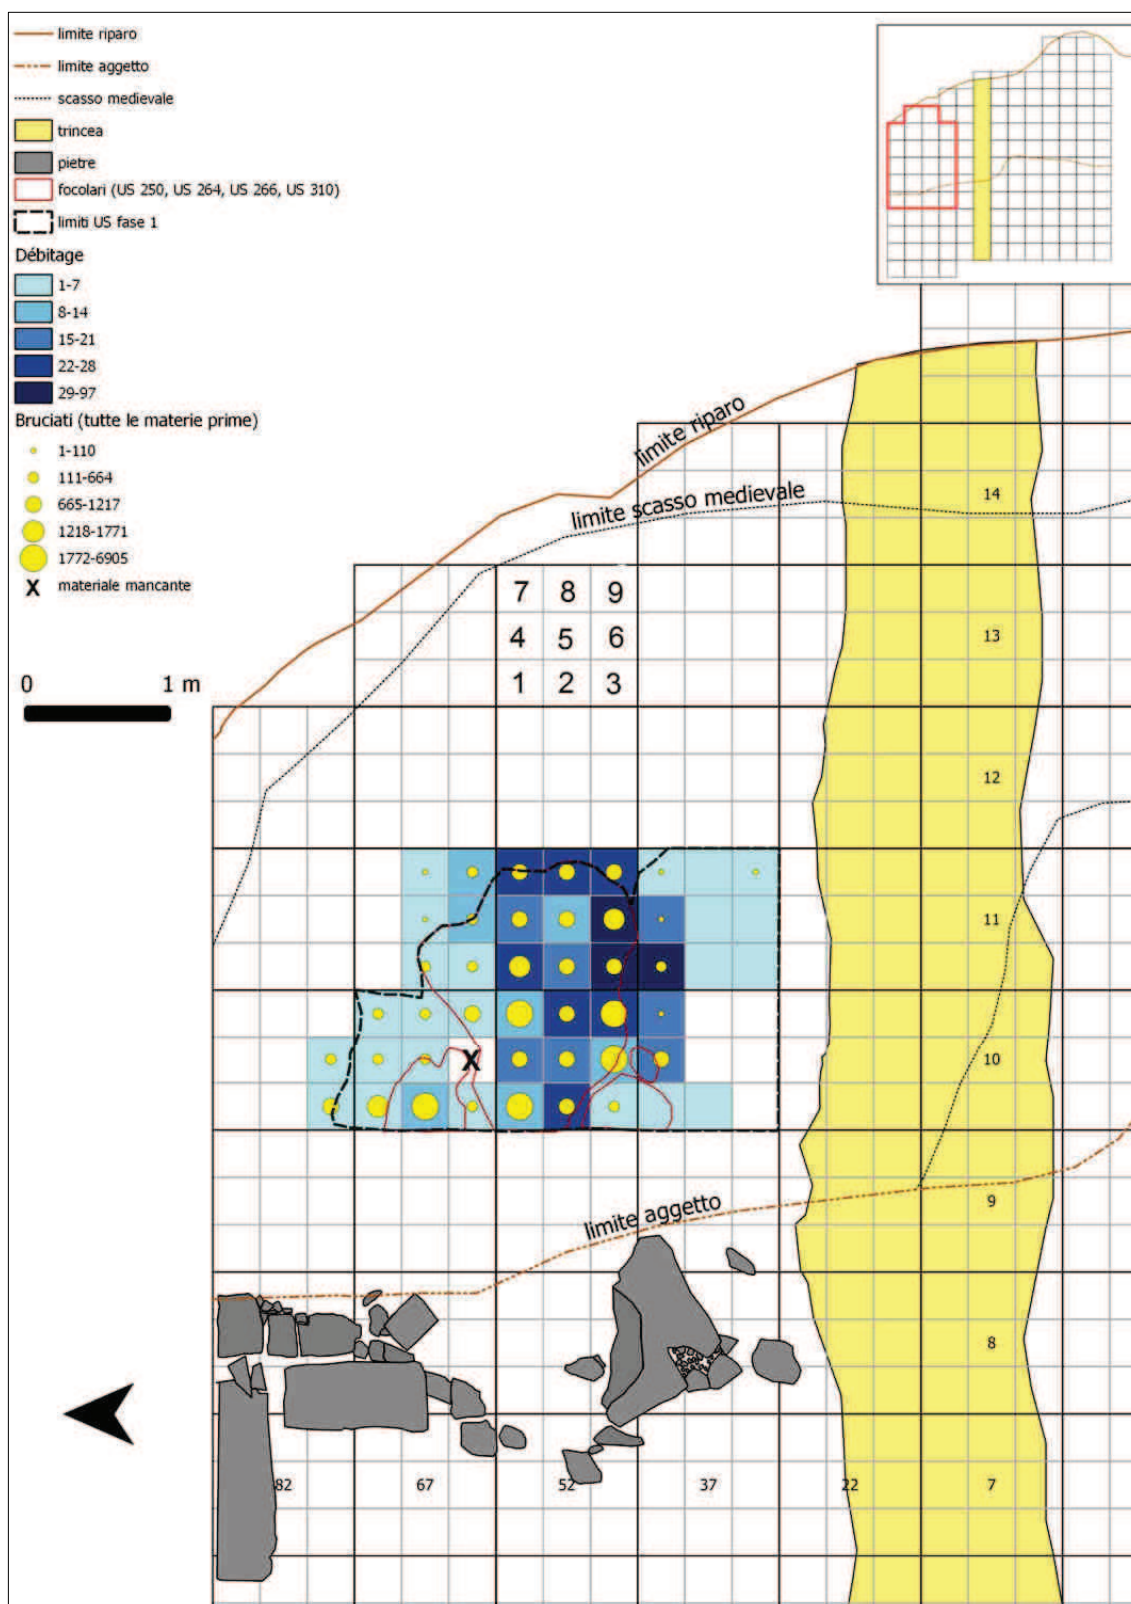 limite riparo
limite aggetto
scasso medievale
trincea
pietre
focolari (US 250, US 264, US 266, US 310)
limiti US fase 1
Débitage
1-7
8-14
15-21
22-28
29-97
Bruciati (tutte le materie prime)
1-110
111-664
665-1217
1218-1771
1772-6905
X materiale mancante
0 1 m
limite riparo
limite scasso medievale
14
7 8 9
4 5 6
1 2 3
13
12
11
X
10
limite aggetto
9
8
82 67 52 37 22 7